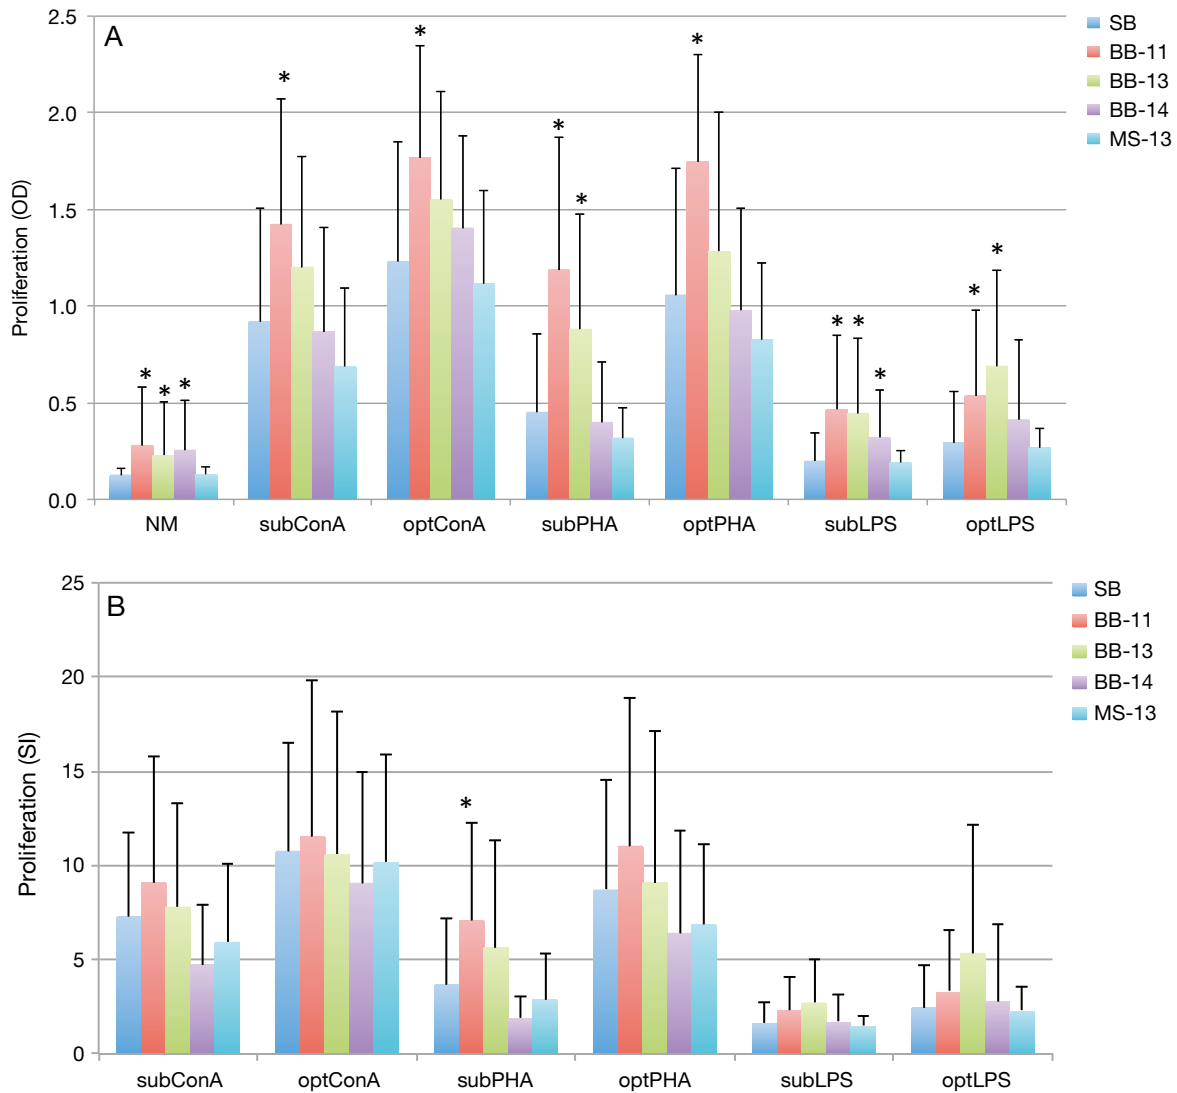 A
2.5
2.0
1.5
1.0
0.5
0.0
Proliferation (OD)
* * * * * * * * * * * * * *
NM subConA optConA subPHA optPHA subLPS optLPS
SB
BB-11
BB-13
BB-14
MS-13
B
25
20
15
10
5
0
Proliferation (SI)
*
subConA optConA subPHA optPHA subLPS optLPS
SB
BB-11
BB-13
BB-14
MS-13